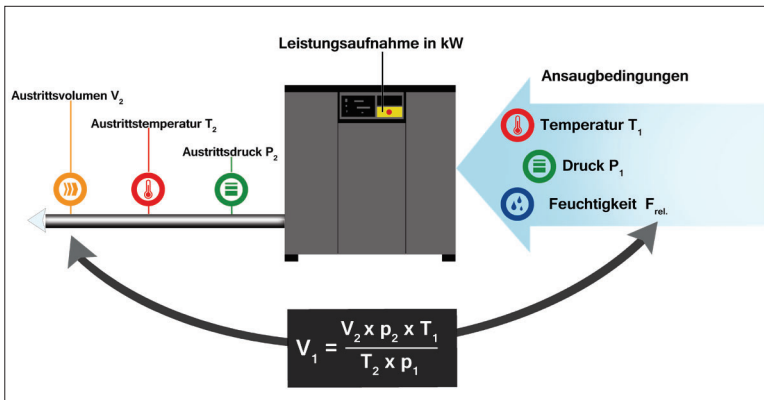 Leistungsaufnahme in kW
Austrittsvolumen V₂
Austrittstemperatur T₂
Austrittsdruck P₂
Ansaugbedingungen
Temperatur T₁
Druck P₁
Feuchtigkeit F rel.
V₁ = V₂ x p₂ x T₁ / T₂ x p₁